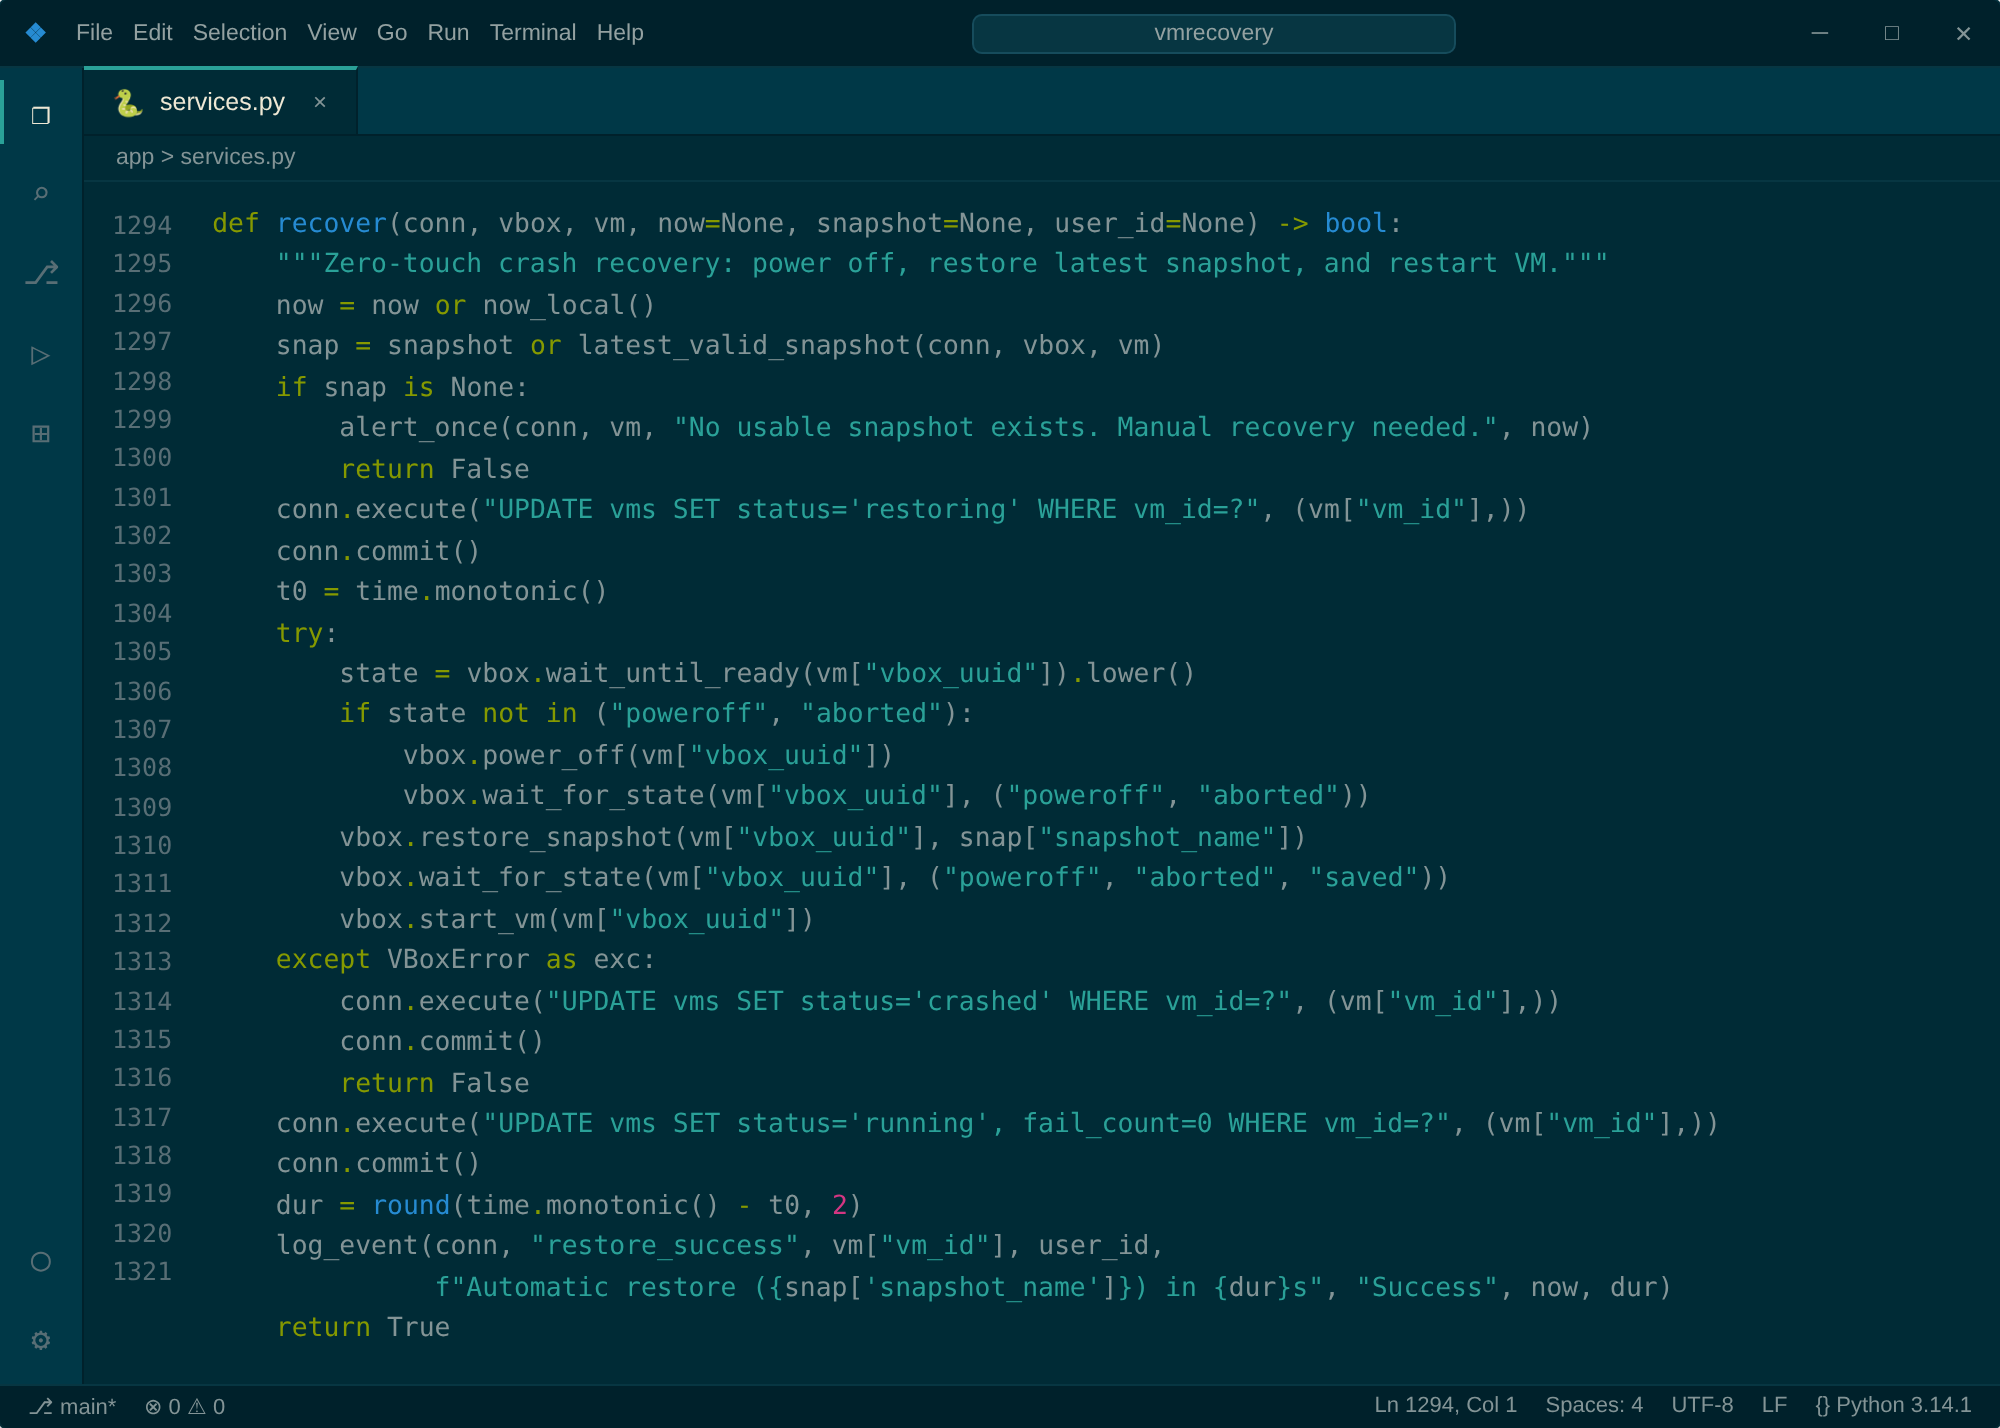 File Edit Selection View Go Run Terminal Help vmrecovery
services.py
app > services.py
1294 def recover(conn, vbox, vm, now=None, snapshot=None, user_id=None) -> bool:
1295     """Zero-touch crash recovery: power off, restore latest snapshot, and restart VM."""
1296     now = now or now_local()
1297     snap = snapshot or latest_valid_snapshot(conn, vbox, vm)
1298     if snap is None:
1299         alert_once(conn, vm, "No usable snapshot exists. Manual recovery needed.", now)
1300         return False
1301     conn.execute("UPDATE vms SET status='restoring' WHERE vm_id=?", (vm["vm_id"],))
1302     conn.commit()
1303     t0 = time.monotonic()
1304     try:
1305         state = vbox.wait_until_ready(vm["vbox_uuid"]).lower()
1306         if state not in ("poweroff", "aborted"):
1307             vbox.power_off(vm["vbox_uuid"])
1308             vbox.wait_for_state(vm["vbox_uuid"], ("poweroff", "aborted"))
1309         vbox.restore_snapshot(vm["vbox_uuid"], snap["snapshot_name"])
1310         vbox.wait_for_state(vm["vbox_uuid"], ("poweroff", "aborted", "saved"))
1311         vbox.start_vm(vm["vbox_uuid"])
1312     except VBoxError as exc:
1313         conn.execute("UPDATE vms SET status='crashed' WHERE vm_id=?", (vm["vm_id"],))
1314         conn.commit()
1315         return False
1316     conn.execute("UPDATE vms SET status='running', fail_count=0 WHERE vm_id=?", (vm["vm_id"],))
1317     conn.commit()
1318     dur = round(time.monotonic() - t0, 2)
1319     log_event(conn, "restore_success", vm["vm_id"], user_id,
1320               f"Automatic restore ({snap['snapshot_name']}) in {dur}s", "Success", now, dur)
1321     return True
main* 0 0 Ln 1294, Col 1 Spaces: 4 UTF-8 LF {} Python 3.14.1